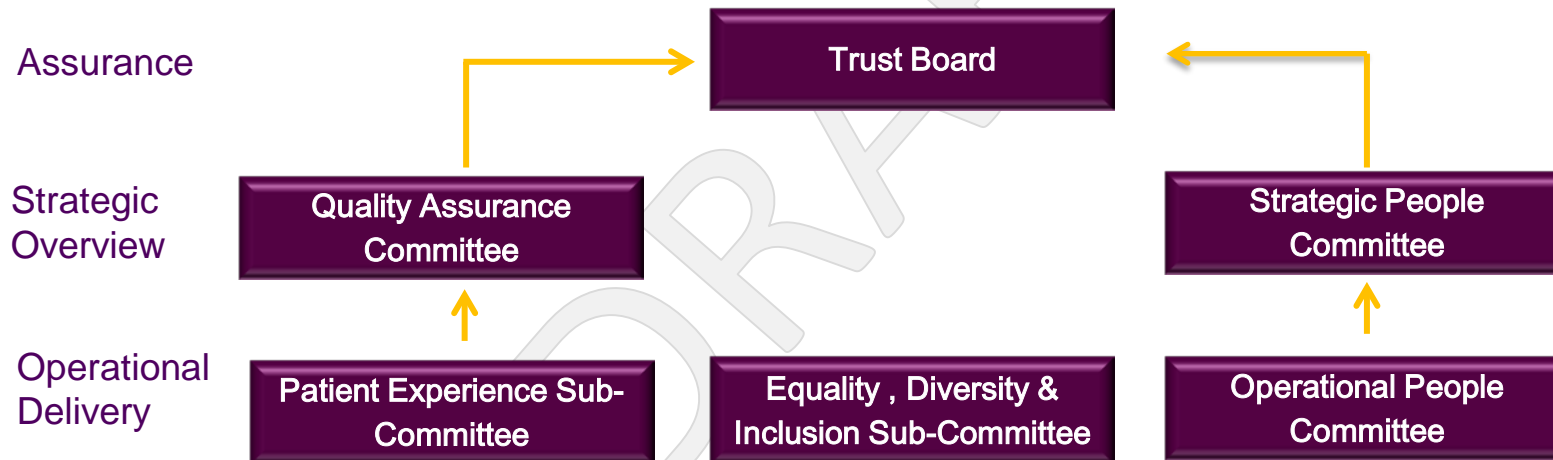 Assurance
Trust Board
Strategic
Overview
Quality Assurance
Committee
Strategic People
Committee
Operational
Delivery
Patient Experience Sub-
Committee
Equality , Diversity &
Inclusion Sub-Committee
Operational People
Committee